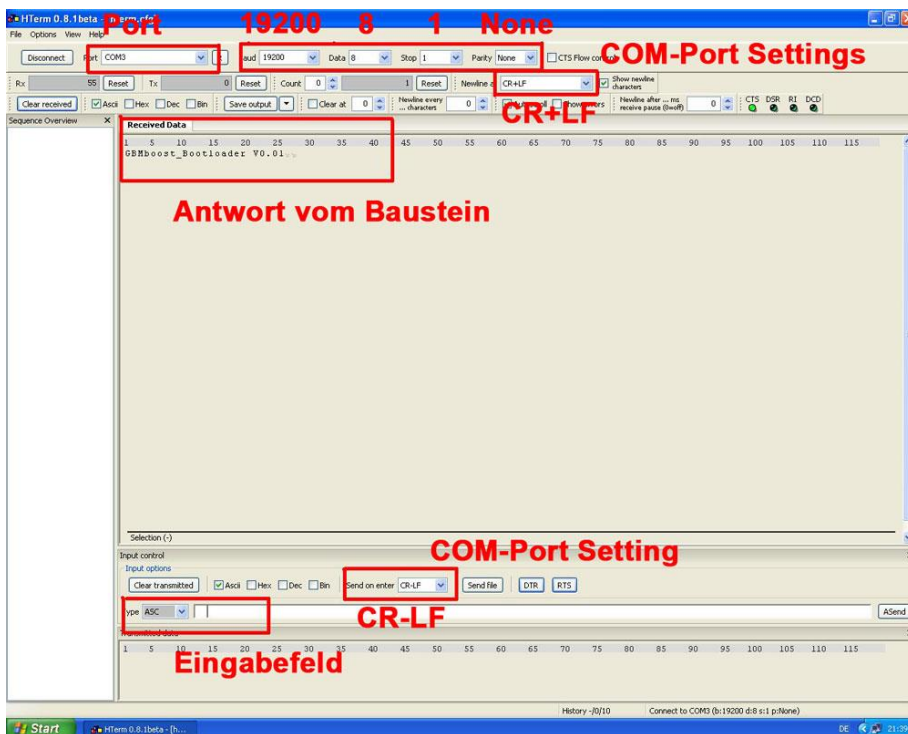 HTerm 0.8.1beta - [hterm.cfg]
Port 19200 8 1 None
File Options View Help
COM-Port Settings
Disconnect Port COM3 Baud 19200 Data 8 Stop 1 Parity None CTS Flow control
Rx 55 Reset Tx 0 Reset Count 0 1 Reset Newline a CR+LF Show newline characters
Clear received Ascii Hex Dec Bin Save output Clear at 0 Newline every ... characters 0 Autoscroll Show errors Newline after ... ms receive pause (0=off) 0 CTS DSR RI DCD
CR+LF
Sequence Overview X Received Data
1 5 10 15 20 25 30 35 40 45 50 55 60 65 70 75 80 85 90 95 100 105 110 115
GBMboost_Bootloader V0.01
Antwort vom Baustein
Selection (-)
COM-Port Setting
Input control
Input options
Clear transmitted Ascii Hex Dec Bin Send on enter CR-LF Send file DTR RTS
Type ASC ASend
CR-LF
Transmitted data
1 5 10 15 20 25 30 35 40 45 50 55 60 65 70 75 80 85 90 95 100 105 110 115
Eingabefeld
History -/0/10 Connect to COM3 (b:19200 d:8 s:1 p:None)
Start HTerm 0.8.1beta - [h... DE 21:39